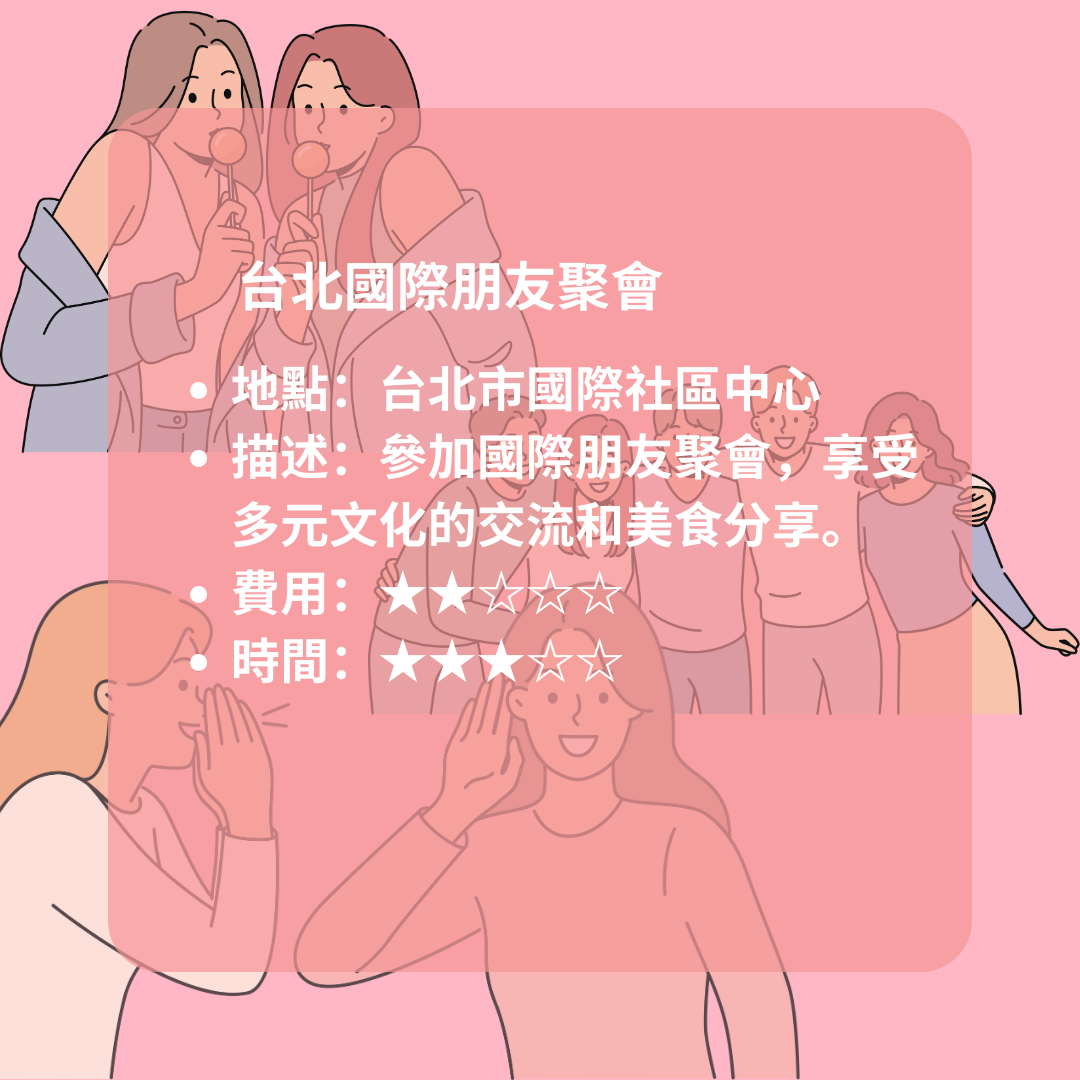 台北國際朋友聚會
• 地點：台北市國際社區中心
• 描述：參加國際朋友聚會，享受
多元文化的交流和美食分享。
• 費用：★★☆☆☆
• 時間：★★★☆☆